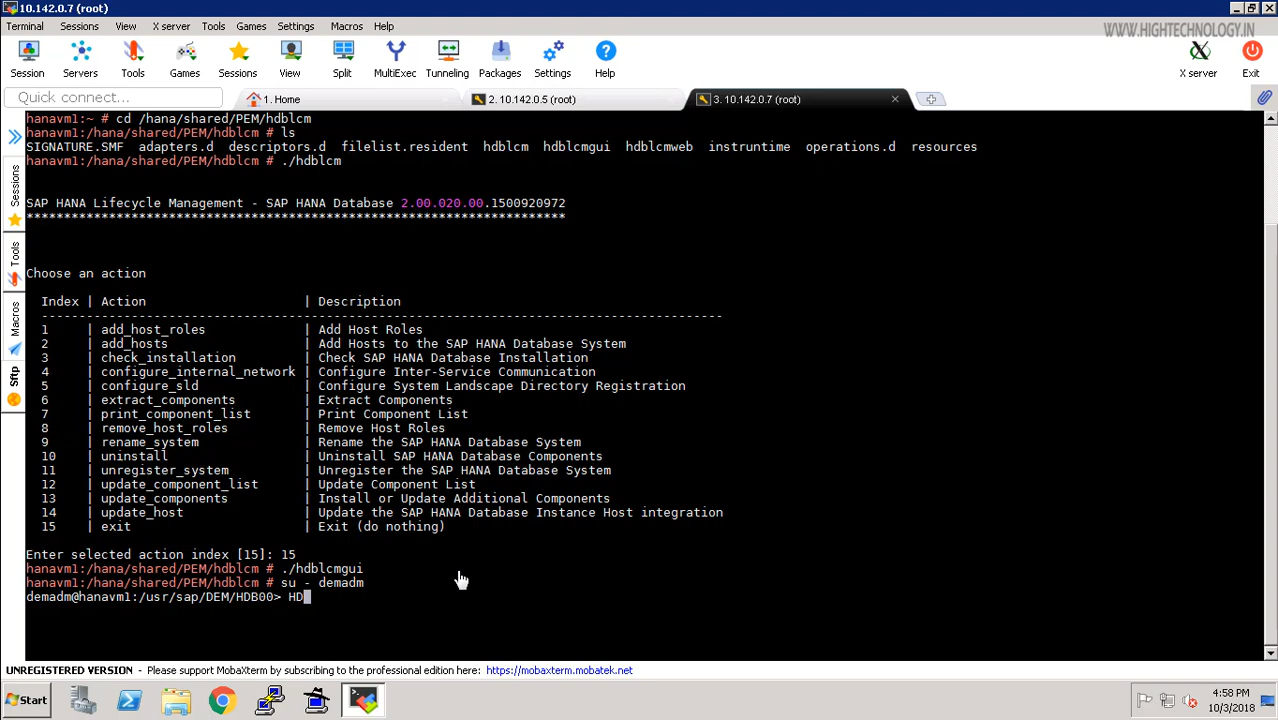 10.142.0.7 (root)
Terminal Sessions View X server Tools Games Settings Macros Help
WWW.HIGHTECHNOLOGY.IN
Session Servers Tools Games Sessions View Split MultiExec Tunneling Packages Settings Help X server Exit
Quick connect... 1. Home 2. 10.142.0.5 (root) 3. 10.142.0.7 (root)
Sessions
Tools
Macros
Sftp
hanavm1:~ # cd /hana/shared/PEM/hdblcm
hanavm1:/hana/shared/PEM/hdblcm # ls
SIGNATURE.SMF adapters.d descriptors.d filelist.resident hdblcm hdblcmgui hdblcmweb instruntime operations.d resources
hanavm1:/hana/shared/PEM/hdblcm # ./hdblcm
SAP HANA Lifecycle Management - SAP HANA Database 2.00.020.00.1500920972
************************************************************************
Choose an action
Index | Action | Description
-------------------------------------------------------------------------------------------
1 | add_host_roles | Add Host Roles
2 | add_hosts | Add Hosts to the SAP HANA Database System
3 | check_installation | Check SAP HANA Database Installation
4 | configure_internal_network | Configure Inter-Service Communication
5 | configure_sld | Configure System Landscape Directory Registration
6 | extract_components | Extract Components
7 | print_component_list | Print Component List
8 | remove_host_roles | Remove Host Roles
9 | rename_system | Rename the SAP HANA Database System
10 | uninstall | Uninstall SAP HANA Database Components
11 | unregister_system | Unregister the SAP HANA Database System
12 | update_component_list | Update Component List
13 | update_components | Install or Update Additional Components
14 | update_host | Update the SAP HANA Database Instance Host integration
15 | exit | Exit (do nothing)
Enter selected action index [15]: 15
hanavm1:/hana/shared/PEM/hdblcm # ./hdblcmgui
hanavm1:/hana/shared/PEM/hdblcm # su - demadm
demadm@hanavm1:/usr/sap/DEM/HDB00> HD
UNREGISTERED VERSION - Please support MobaXterm by subscribing to the professional edition here: https://mobaxterm.mobatek.net
Start
4:58 PM
10/3/2018